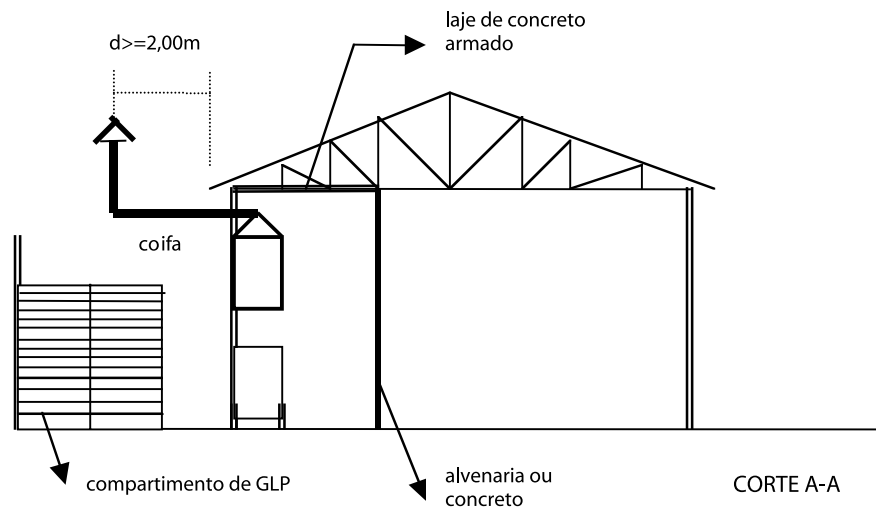 laje de concreto
armado
d>=2,00m
coifa
compartimento de GLP
alvenaria ou
concreto
CORTE A-A